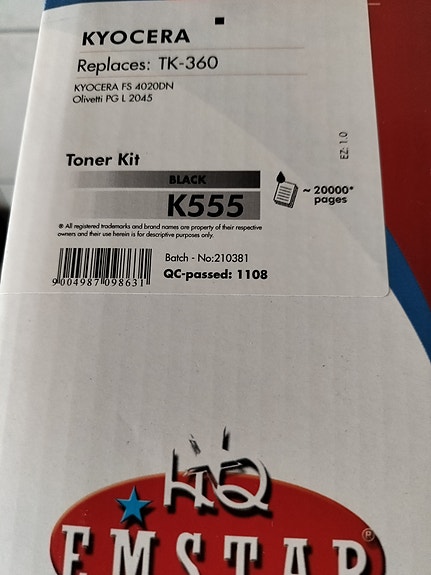 KYOCERA
Replaces: TK-360
KYOCERA FS 4020DN
Olivetti PG L 2045
EZ: 1.0
Toner Kit
BLACK
K555
~ 20000*
pages
® All registered trademarks and brand names are property of their respective
owners and their use herein is for descriptive purposes only.
Batch - No:210381
QC-passed: 1108
9 004987 098631
HQ
EMSTAR®